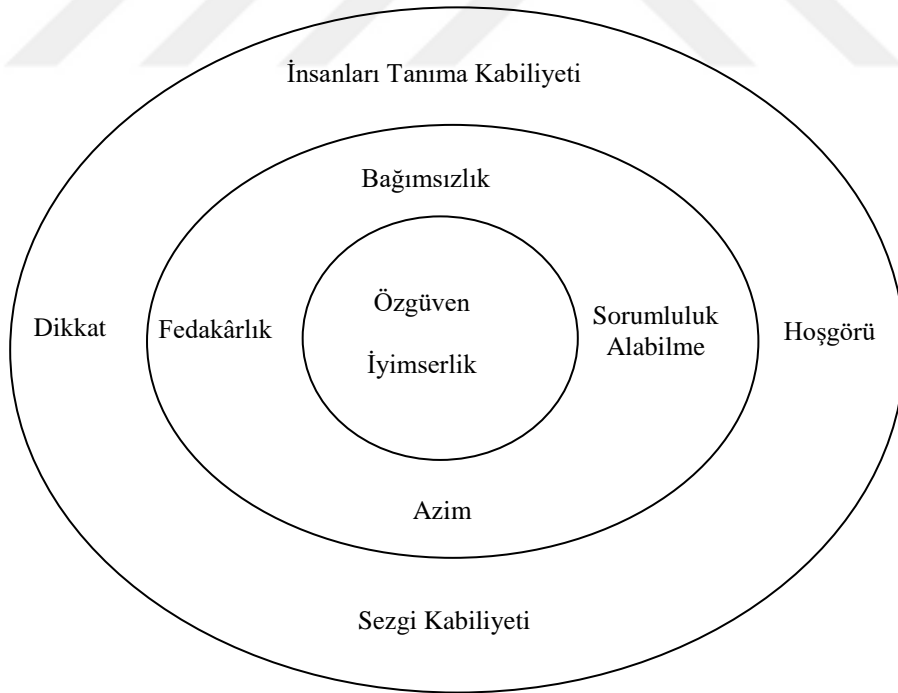 İnsanları Tanıma Kabiliyeti
Bağımsızlık
Özgüven
Dikkat
Fedakârlık
Sorumluluk
Alabilme
Hoşgörü
İyimserlik
Azim
Sezgi Kabiliyeti